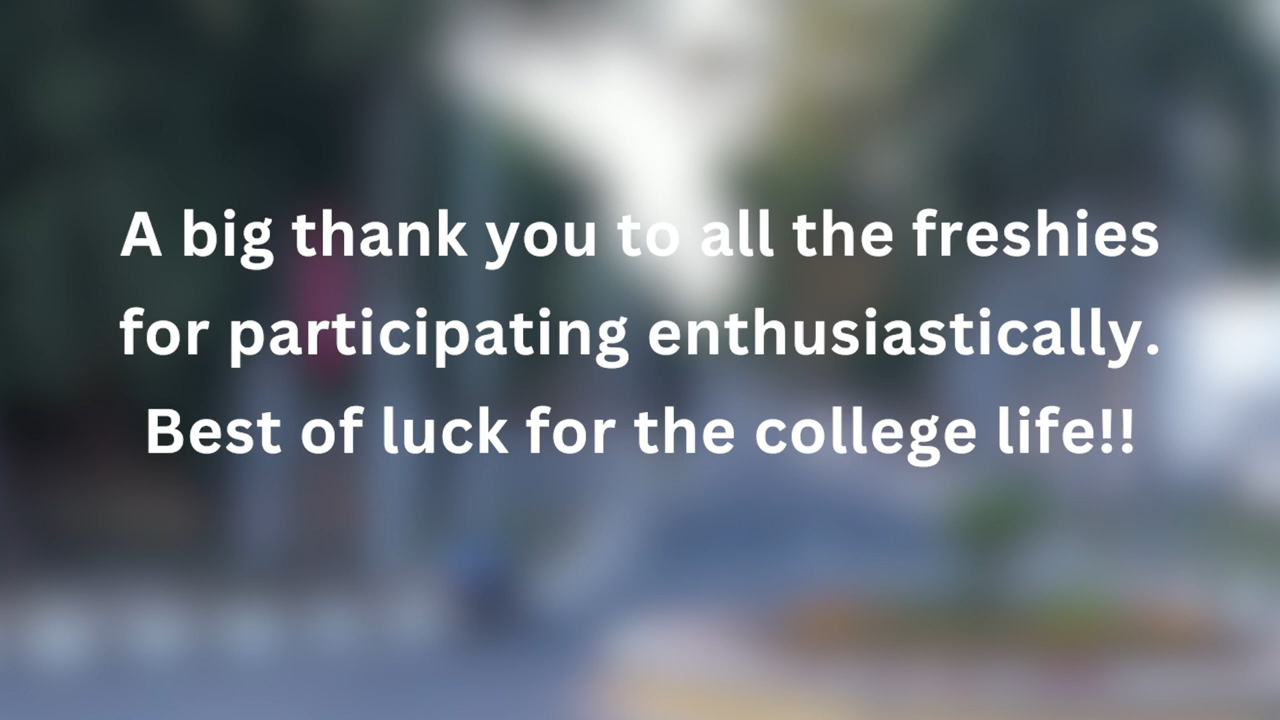 A big thank you to all the freshies
for participating enthusiastically.
Best of luck for the college life!!